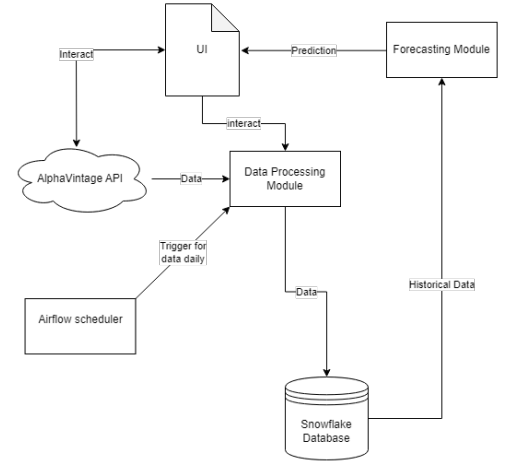 UI
Prediction
Forecasting Module
Interact
interact
AlphaVintage API
Data
Data Processing
Module
Trigger for
data daily
Data
Historical Data
Airflow scheduler
Snowflake
Database